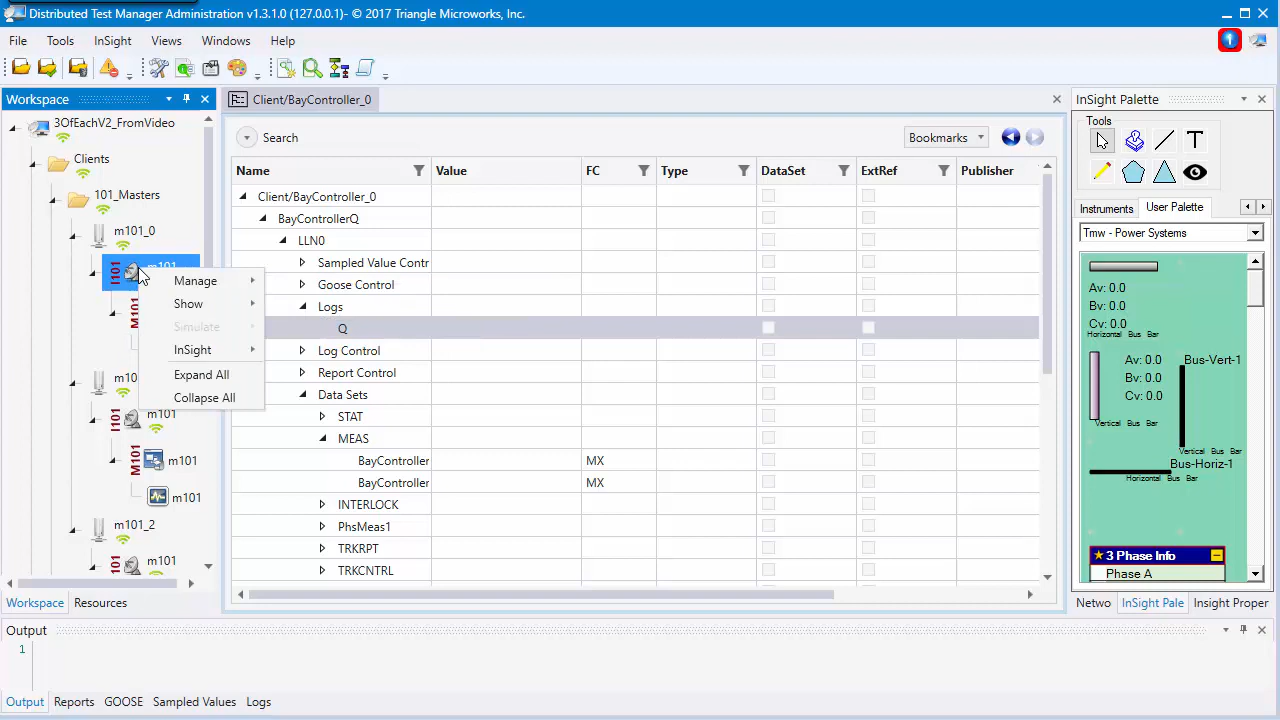 Distributed Test Manager Administration v1.3.1.0 (127.0.0.1)- © 2017 Triangle Microworks, Inc.
File Tools InSight Views Windows Help
Workspace
3OfEachV2_FromVideo
Clients
101_Masters
m101_0
I101 m101
M101
m10
I101 m101
M101 m101
m101
m101_2
I101 m101
Workspace Resources
Manage
Show
Simulate
InSight
Expand All
Collapse All
Client/BayController_0
Search
Bookmarks
Name Value FC Type DataSet ExtRef Publisher
Client/BayController_0
BayControllerQ
LLN0
Sampled Value Contr
Goose Control
Logs
Q
Log Control
Report Control
Data Sets
STAT
MEAS
BayController MX
BayController MX
INTERLOCK
PhsMeas1
TRKRPT
TRKCNTRL
InSight Palette
Tools
T
Instruments User Palette
Tmw - Power Systems
Av: 0.0
Bv: 0.0
Cv: 0.0
Horizontal Bus Bar
Av: 0.0
Bv: 0.0
Cv: 0.0
Vertical Bus Bar
Bus-Vert-1
Vertical Bus Bar
Bus-Horiz-1
Horizontal Bus Bar
3 Phase Info
Phase A
Netwo InSight Pale Insight Proper
Output
1
Output Reports GOOSE Sampled Values Logs